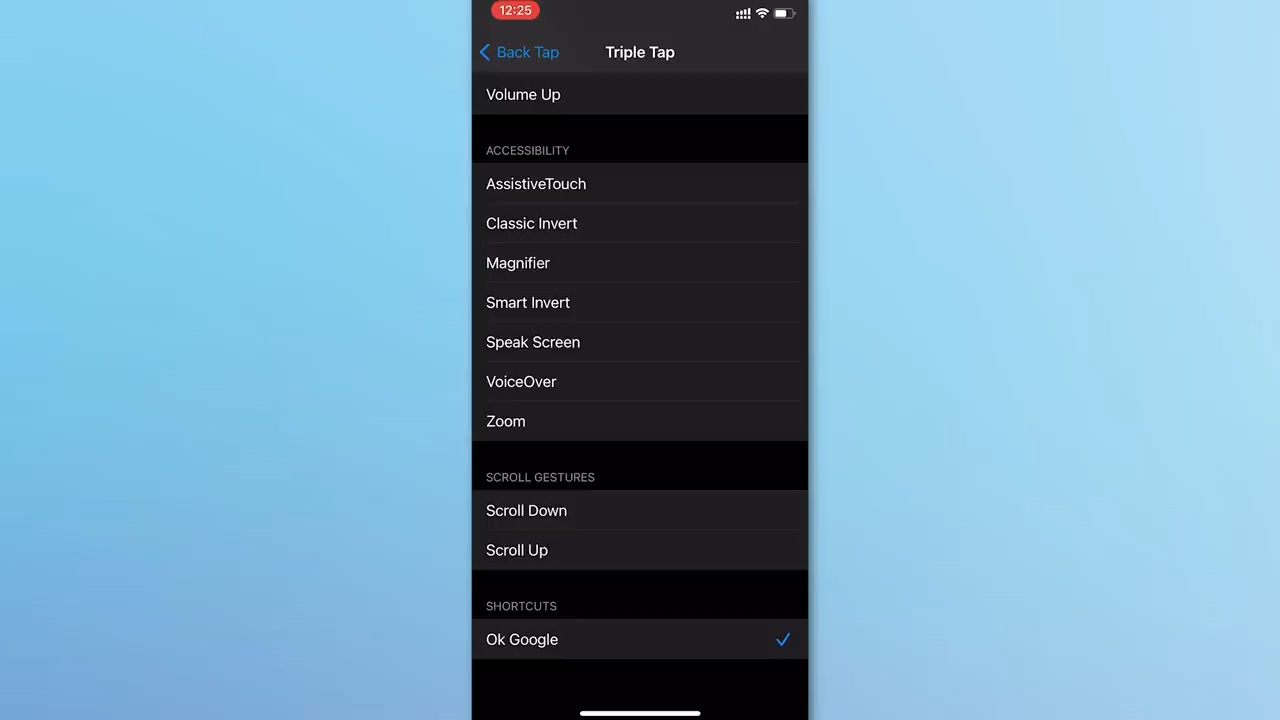 12:25
Back Tap
Triple Tap
Volume Up
ACCESSIBILITY
AssistiveTouch
Classic Invert
Magnifier
Smart Invert
Speak Screen
VoiceOver
Zoom
SCROLL GESTURES
Scroll Down
Scroll Up
SHORTCUTS
Ok Google